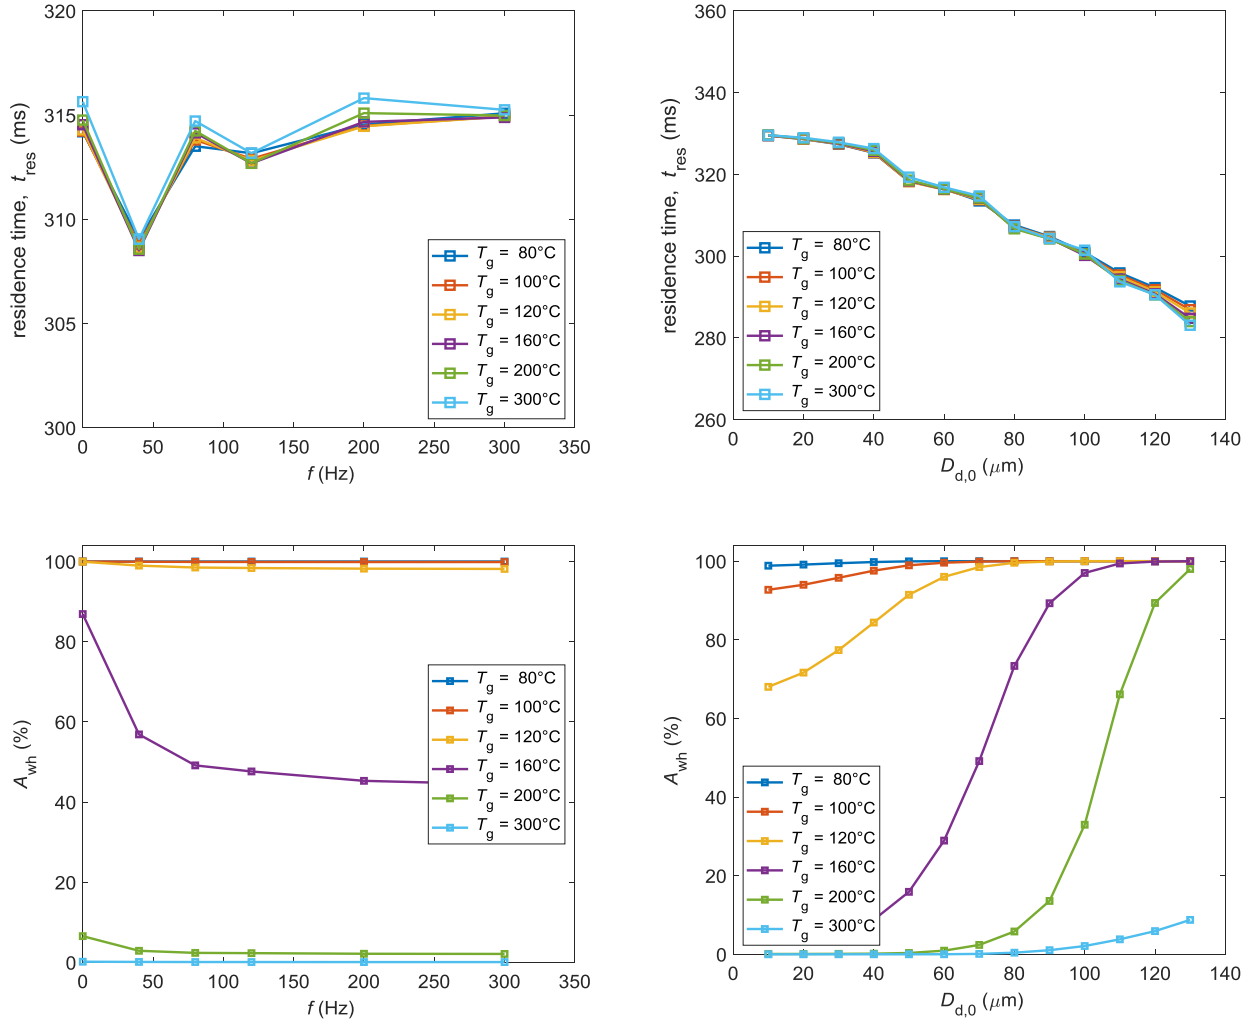 320
315
310
305
300
residence time, t_res (ms)
T_g = 80°C
T_g = 100°C
T_g = 120°C
T_g = 160°C
T_g = 200°C
T_g = 300°C
0 50 100 150 200 250 300 350
f (Hz)
360
340
320
300
280
260
residence time, t_res (ms)
T_g = 80°C
T_g = 100°C
T_g = 120°C
T_g = 160°C
T_g = 200°C
T_g = 300°C
0 20 40 60 80 100 120 140
D_d,0 (μm)
100
80
60
40
20
0
A_wh (%)
T_g = 80°C
T_g = 100°C
T_g = 120°C
T_g = 160°C
T_g = 200°C
T_g = 300°C
0 50 100 150 200 250 300 350
f (Hz)
100
80
60
40
20
0
A_wh (%)
T_g = 80°C
T_g = 100°C
T_g = 120°C
T_g = 160°C
T_g = 200°C
T_g = 300°C
0 20 40 60 80 100 120 140
D_d,0 (μm)